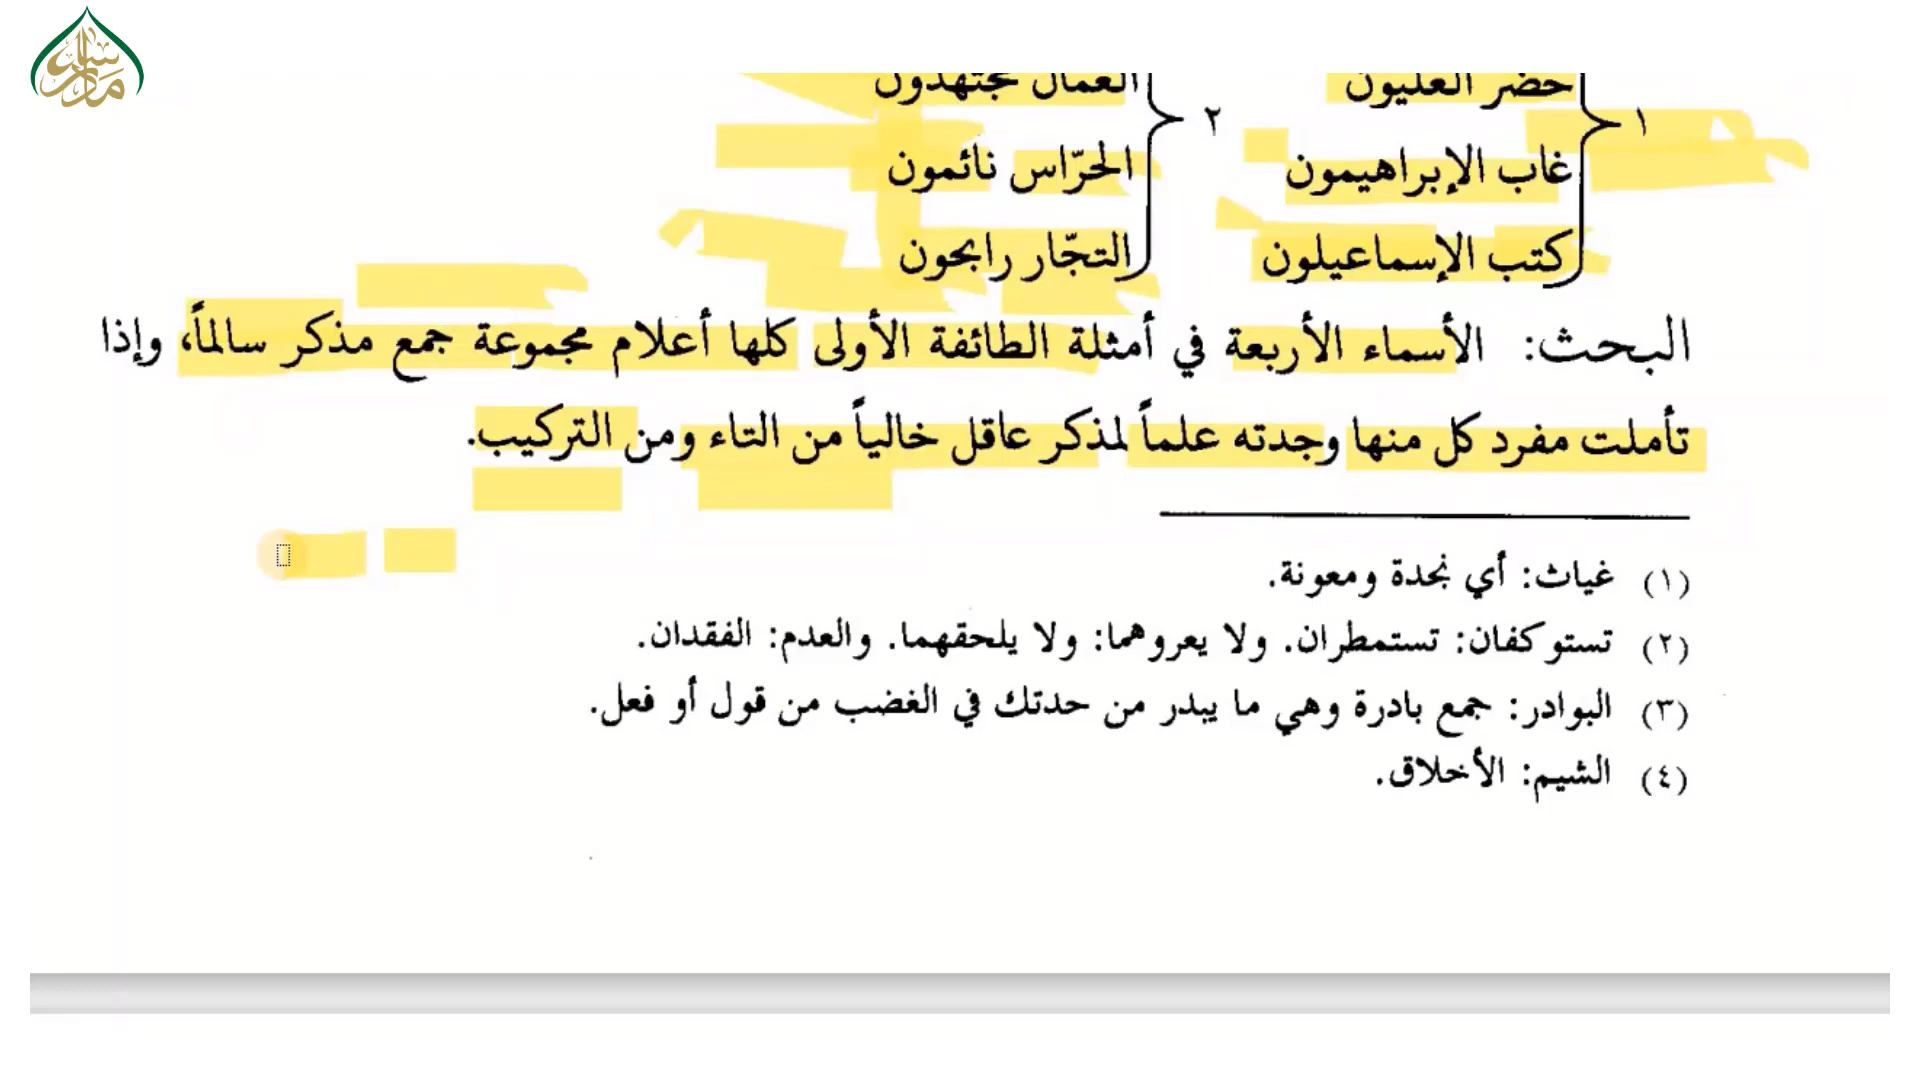 حضر العليون
١
غاب الإبراهيمون
كتب الإسماعيلون
العمال مجتهدون
٢
الحرّاس نائمون
التجّار رابحون
البحث: الأسماء الأربعة في أمثلة الطائفة الأولى كلها أعلام مجموعة جمع مذكر سالماً، وإذا
تأملت مفرد كل منها وجدته علماً لمذكر عاقل خالياً من التاء ومن التركيب.
(١) غياث: أي نجدة ومعونة.
(٢) تستوكفان: تستمطران. ولا يعروهما: ولا يلحقهما. والعدم: الفقدان.
(٣) البوادر: جمع بادرة وهي ما يبدر من حدتك في الغضب من قول أو فعل.
(٤) الشيم: الأخلاق.